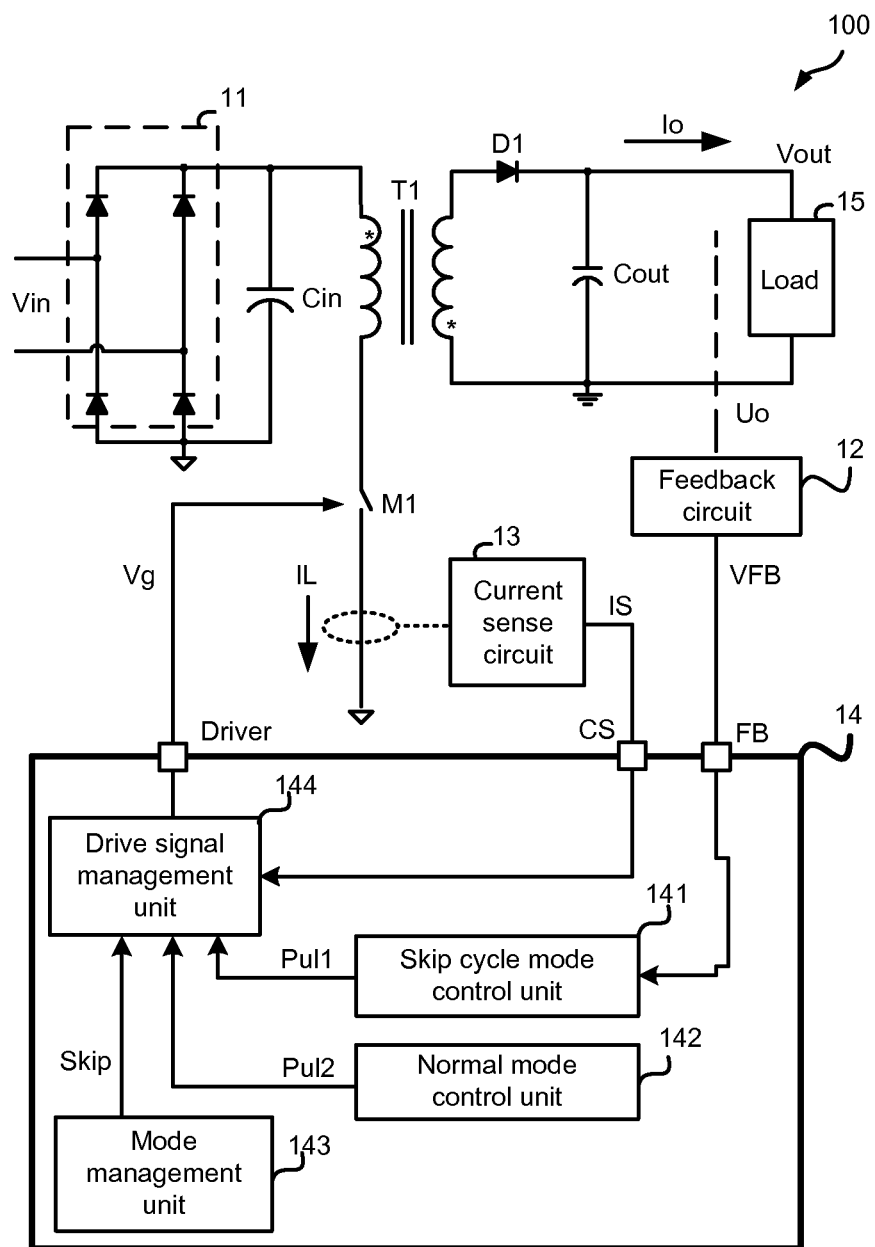 100
11
Io
D1
Vout
T1
15
*
Load
Vin
Cin
Cout
*
Uo
12
Feedback
circuit
M1
13
Vg
IL
Current
sense
circuit
IS
VFB
Driver
CS
FB
14
144
Drive signal
management
unit
141
Pul1
Skip cycle mode
control unit
142
Skip
Pul2
Normal mode
control unit
Mode
management
unit
143